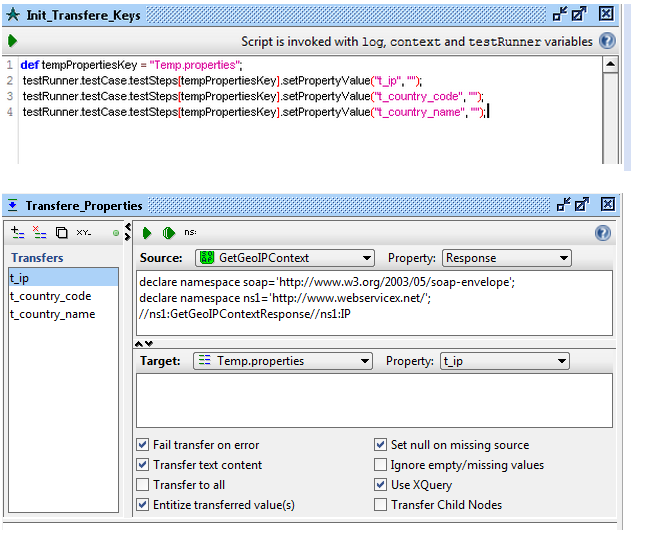 Init_Transfere_Keys
Script is invoked with log, context and testRunner variables
1 def tempPropertiesKey = "Temp.properties";
2 testRunner.testCase.testSteps[tempPropertiesKey].setPropertyValue("t_ip", "");
3 testRunner.testCase.testSteps[tempPropertiesKey].setPropertyValue("t_country_code", "");
4 testRunner.testCase.testSteps[tempPropertiesKey].setPropertyValue("t_country_name", "");
Transfere_Properties
XY- ns:
Transfers
t_ip
t_country_code
t_country_name
Source: GetGeoIPContext Property: Response
declare namespace soap='http://www.w3.org/2003/05/soap-envelope';
declare namespace ns1='http://www.webservicex.net/';
//ns1:GetGeoIPContextResponse//ns1:IP
Target: Temp.properties Property: t_ip
Fail transfer on error Set null on missing source
Transfer text content Ignore empty/missing values
Transfer to all Use XQuery
Entitize transferred value(s) Transfer Child Nodes